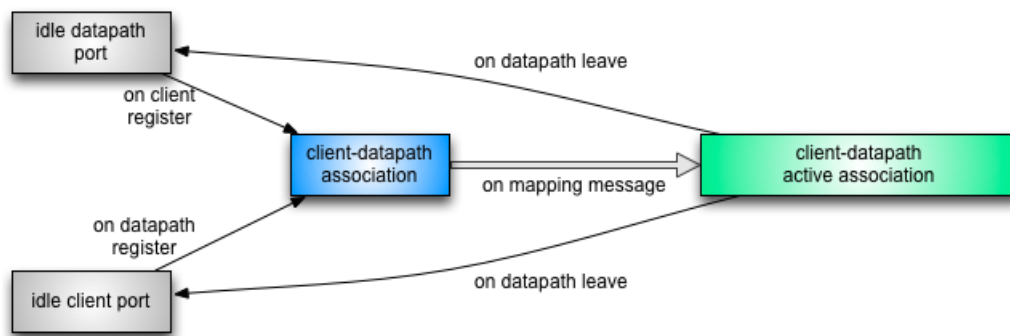 idle datapath
port
on datapath leave
on client
register
client-datapath
association
on mapping message
client-datapath
active association
on datapath
register
idle client port
on datapath leave